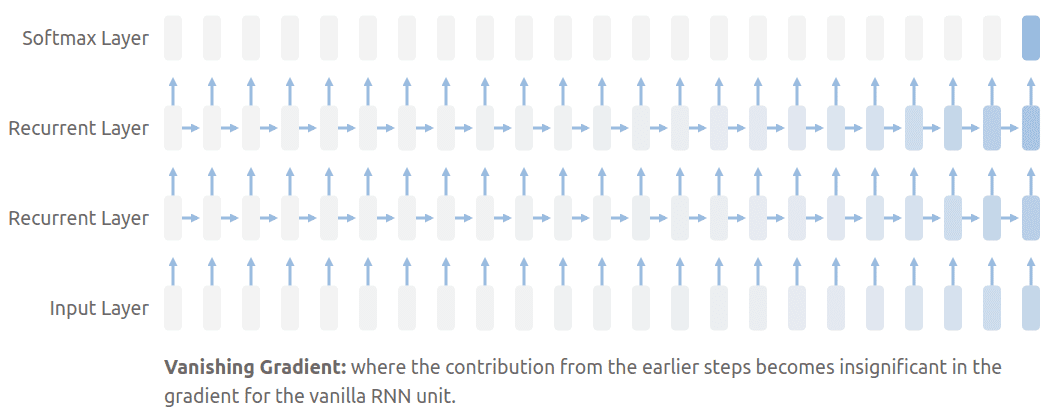 Softmax Layer
Recurrent Layer
Recurrent Layer
Input Layer
Vanishing Gradient: where the contribution from the earlier steps becomes insignificant in the
gradient for the vanilla RNN unit.